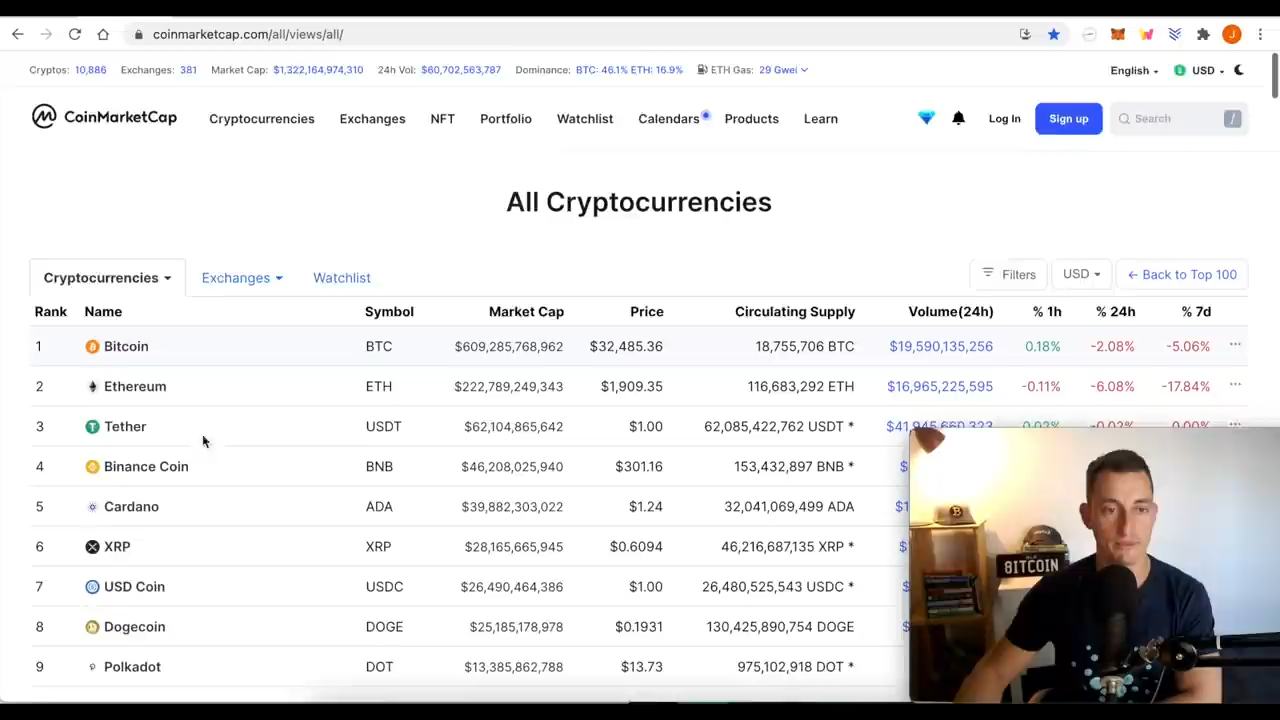 coinmarketcap.com/all/views/all/
J
Cryptos: 10,886 Exchanges: 381 Market Cap: $1,322,164,974,310 24h Vol: $60,702,563,787 Dominance: BTC: 46.1% ETH: 16.9% ETH Gas: 29 Gwei English USD
CoinMarketCap Cryptocurrencies Exchanges NFT Portfolio Watchlist Calendars Products Learn Log In Sign up Search /
All Cryptocurrencies
Cryptocurrencies Exchanges Watchlist Filters USD ← Back to Top 100
Rank Name Symbol Market Cap Price Circulating Supply Volume(24h) % 1h % 24h % 7d
1 Bitcoin BTC $609,285,768,962 $32,485.36 18,755,706 BTC $19,590,135,256 0.18% -2.08% -5.06% ...
2 Ethereum ETH $222,789,249,343 $1,909.35 116,683,292 ETH $16,965,225,595 -0.11% -6.08% -17.84% ...
3 Tether USDT $62,104,865,642 $1.00 62,085,422,762 USDT *
4 Binance Coin BNB $46,208,025,940 $301.16 153,432,897 BNB *
5 Cardano ADA $39,882,303,022 $1.24 32,041,069,499 ADA
6 XRP XRP $28,165,665,945 $0.6094 46,216,687,135 XRP *
7 USD Coin USDC $26,490,464,386 $1.00 26,480,525,543 USDC *
8 Dogecoin DOGE $25,185,178,978 $0.1931 130,425,890,754 DOGE
9 Polkadot DOT $13,385,862,788 $13.73 975,102,918 DOT *
BITCOIN